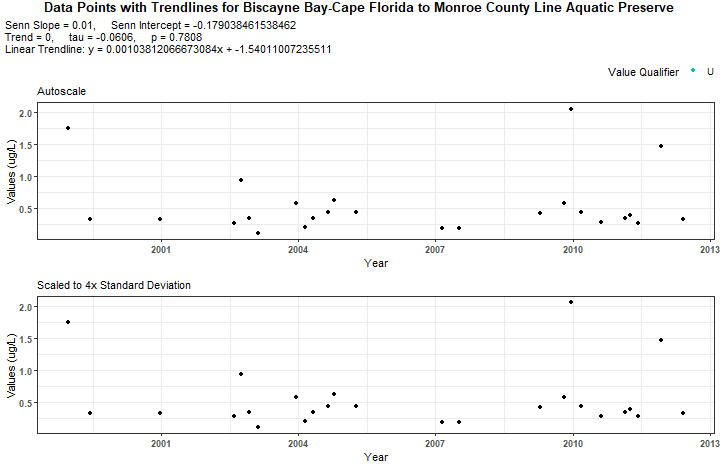 Data Points with Trendlines for Biscayne Bay-Cape Florida to Monroe County Line Aquatic Preserve
Senn Slope = 0.01, Senn Intercept = -0.179038461538462
Trend = 0, tau = -0.0606, p = 0.7808
Linear Trendline: y = 0.00103812066673084x + -1.54011007235511
Value Qualifier U
Autoscale
Values (ug/L)
2.0
1.5
1.0
0.5
2001 2004 2007 2010 2013
Year
Scaled to 4x Standard Deviation
Values (ug/L)
2.0
1.5
1.0
0.5
2001 2004 2007 2010 2013
Year